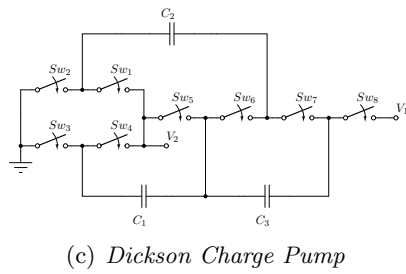 C2
Sw2 Sw1
Sw5 Sw6 Sw7 Sw8
V1
Sw3 Sw4 V2
C1 C3
(c) Dickson Charge Pump